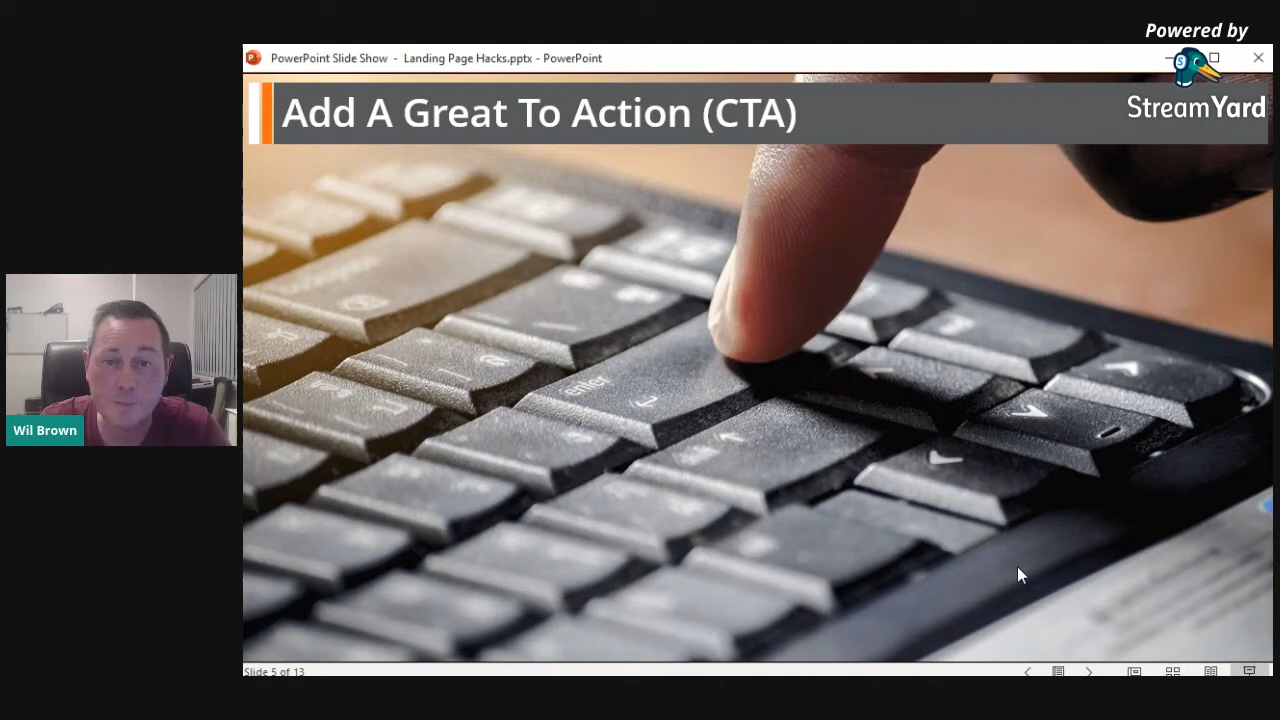 Powered by
PowerPoint Slide Show - Landing Page Hacks.pptx - PowerPoint
StreamYard
Add A Great To Action (CTA)
enter
Wil Brown
Slide 5 of 13